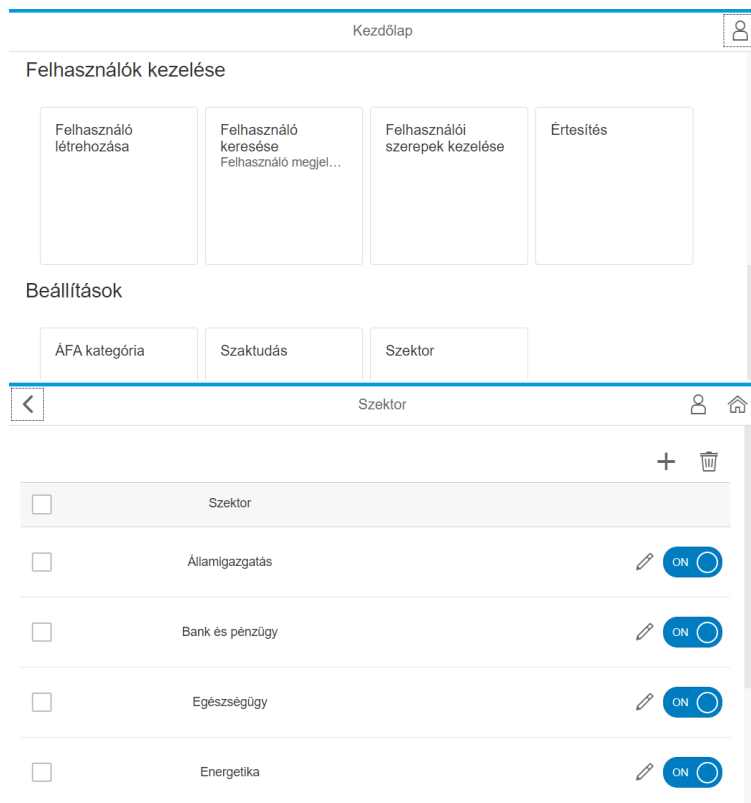 Kezdőlap
Felhasználók kezelése
Felhasználó
létrehozása
Felhasználó
keresése
Felhasználó megjel...
Felhasználói
szerepek kezelése
Értesítés
Beállítások
ÁFA kategória
Szaktudás
Szektor
Szektor
Szektor
Államigazgatás
ON
Bank és pénzügy
ON
Egészségügy
ON
Energetika
ON